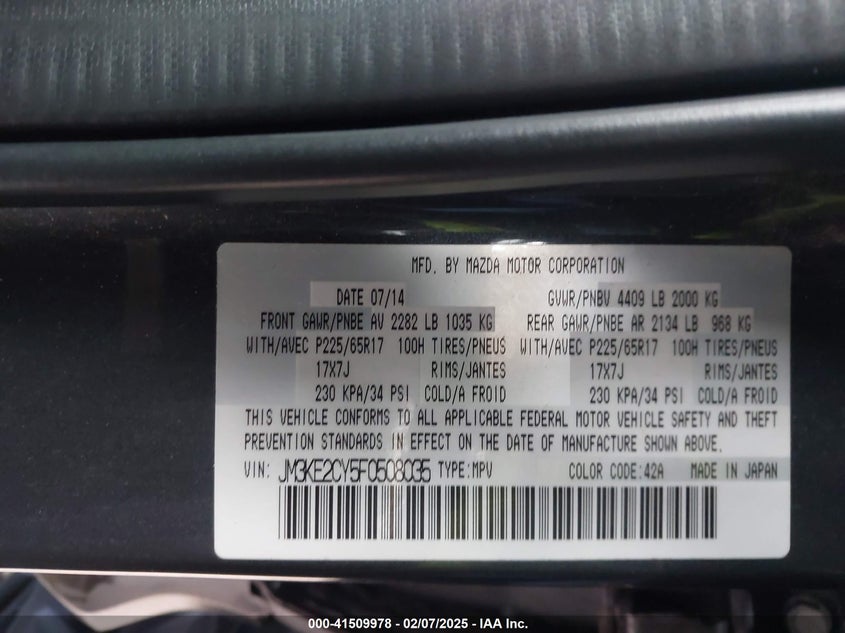 MFD. BY MAZDA MOTOR CORPORATION
DATE 07/14 GVWR/PNBV 4409 LB 2000 KG
FRONT GAWR/PNBE AV 2282 LB 1035 KG REAR GAWR/PNBE AR 2134 LB 968 KG
WITH/AVEC P225/65R17 100H TIRES/PNEUS WITH/AVEC P225/65R17 100H TIRES/PNEUS
17X7J RIMS/JANTES 17X7J RIMS/JANTES
230 KPA/34 PSI COLD/A FROID 230 KPA/34 PSI COLD/A FROID
THIS VEHICLE CONFORMS TO ALL APPLICABLE FEDERAL MOTOR VEHICLE SAFETY AND THEFT
PREVENTION STANDARDS IN EFFECT ON THE DATE OF MANUFACTURE SHOWN ABOVE.
VIN: JM3KE2CY5F0508035 TYPE:MPV COLOR CODE:42A MADE IN JAPAN
000-41509978 - 02/07/2025 - IAA Inc.